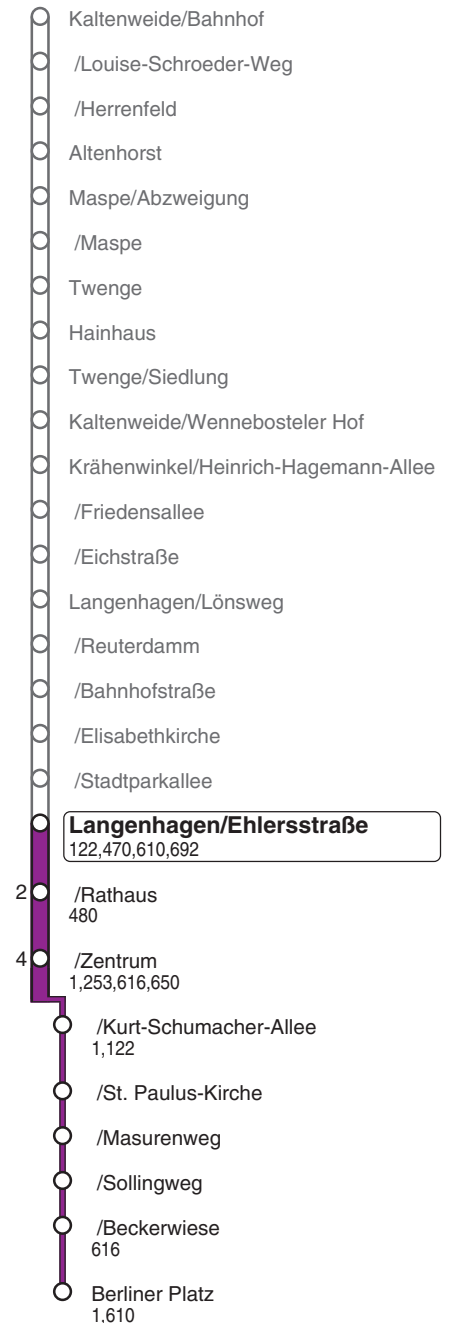 Kaltenweide/Bahnhof
/Louise-Schroeder-Weg
/Herrenfeld
Altenhorst
Maspe/Abzweigung
/Maspe
Twenge
Hainhaus
Twenge/Siedlung
Kaltenweide/Wennebosteler Hof
Krähenwinkel/Heinrich-Hagemann-Allee
/Friedensallee
/Eichstraße
Langenhagen/Lönsweg
/Reuterdamm
/Bahnhofstraße
/Elisabethkirche
/Stadtparkallee
Langenhagen/Ehlersstraße
122,470,610,692
2 /Rathaus
480
4 /Zentrum
1,253,616,650
/Kurt-Schumacher-Allee
1,122
/St. Paulus-Kirche
/Masurenweg
/Sollingweg
/Beckerwiese
616
Berliner Platz
1,610